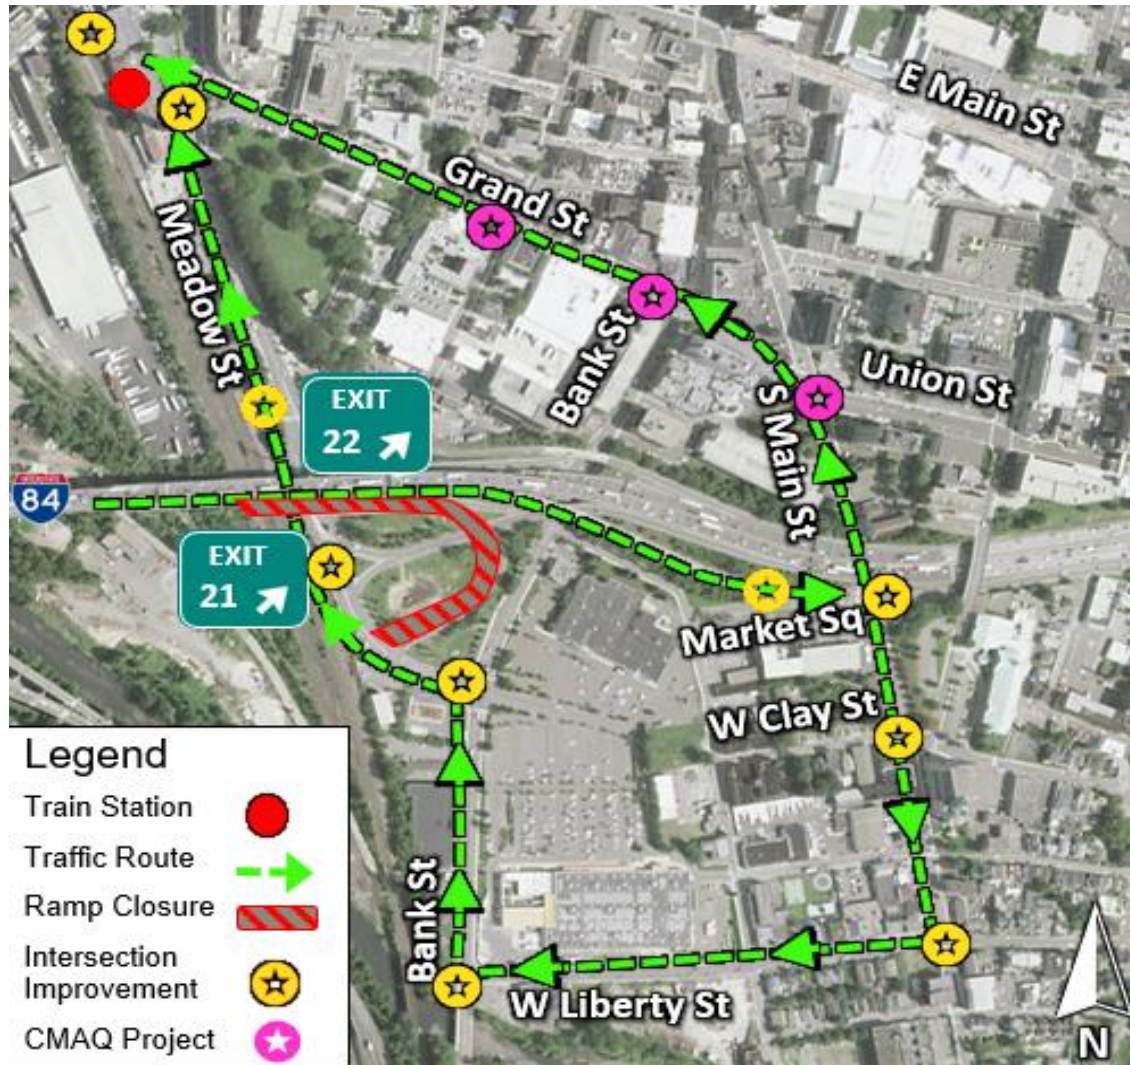 E Main St
Grand St
Meadow St
Bank St
Union St
S Main St
EXIT
22
84
EXIT
21
Market Sq
W Clay St
Bank St
W Liberty St
N
Legend
Train Station
Traffic Route
Ramp Closure
Intersection
Improvement
CMAQ Project